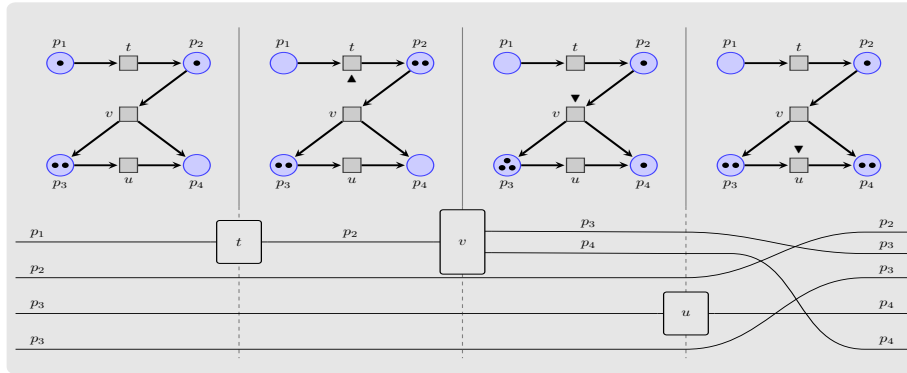 p1 t p2 p1 t p2 p1 t p2 p1 t p2
v v v v
p3 u p4 p3 u p4 p3 u p4 p3 u p4
p1 p2 p3 p2
t v p4 p3
p2 p3
p3 u p4
p3 p4